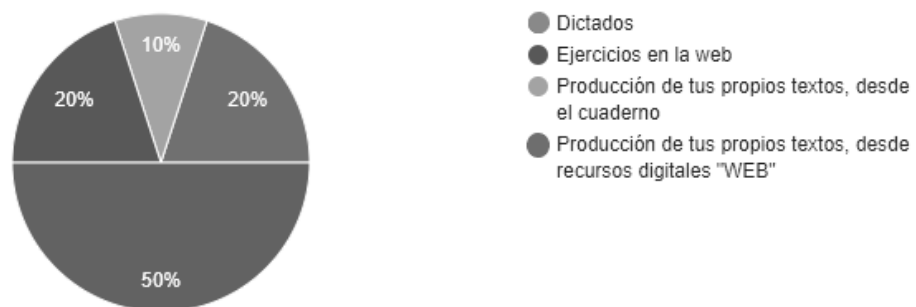 10%
20%
20%
50%
Dictados
Ejercicios en la web
Producción de tus propios textos, desde
el cuaderno
Producción de tus propios textos, desde
recursos digitales "WEB"